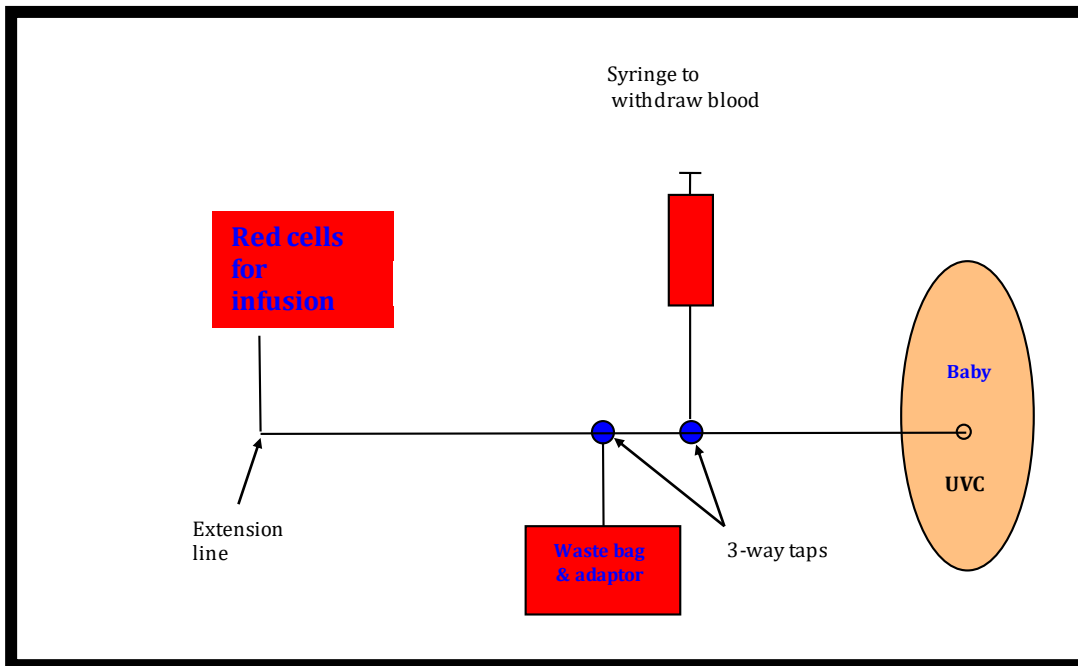 Syringe to
withdraw blood
Red cells
for
infusion
Baby
UVC
Extension
line
Waste bag
& adaptor
3-way taps